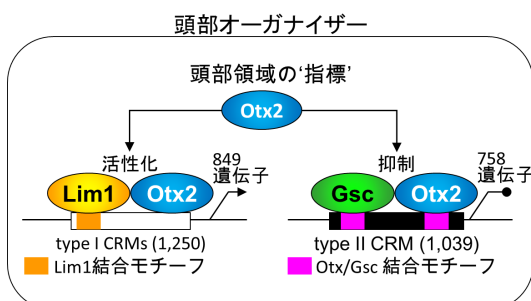 頭部オーガナイザー
頭部領域の‘指標’
Otx2
活性化
849
遺伝子
抑制
758
遺伝子
Lim1
Otx2
Gsc
Otx2
type I CRMs (1,250)
type II CRM (1,039)
Lim1結合モチーフ
Otx/Gsc 結合モチーフ